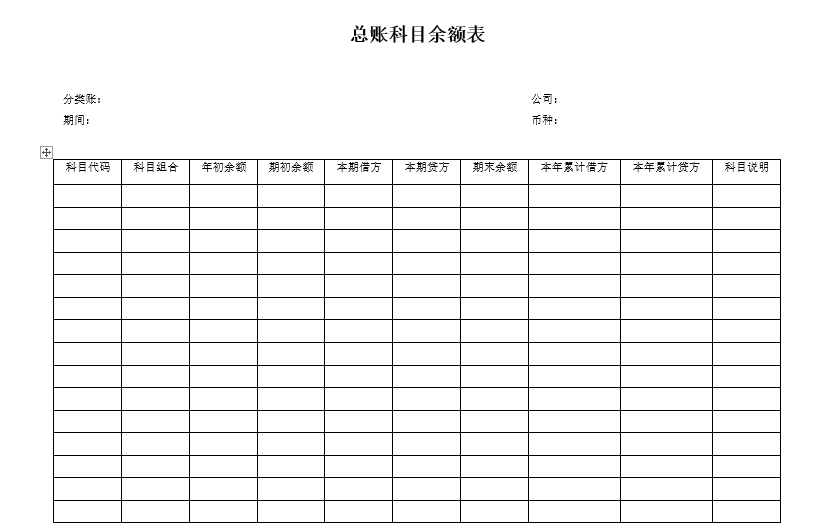 总账科目余额表
分类账： 公司：
期间： 币种：
科目代码 科目组合 年初余额 期初余额 本期借方 本期贷方 期末余额 本年累计借方 本年累计贷方 科目说明